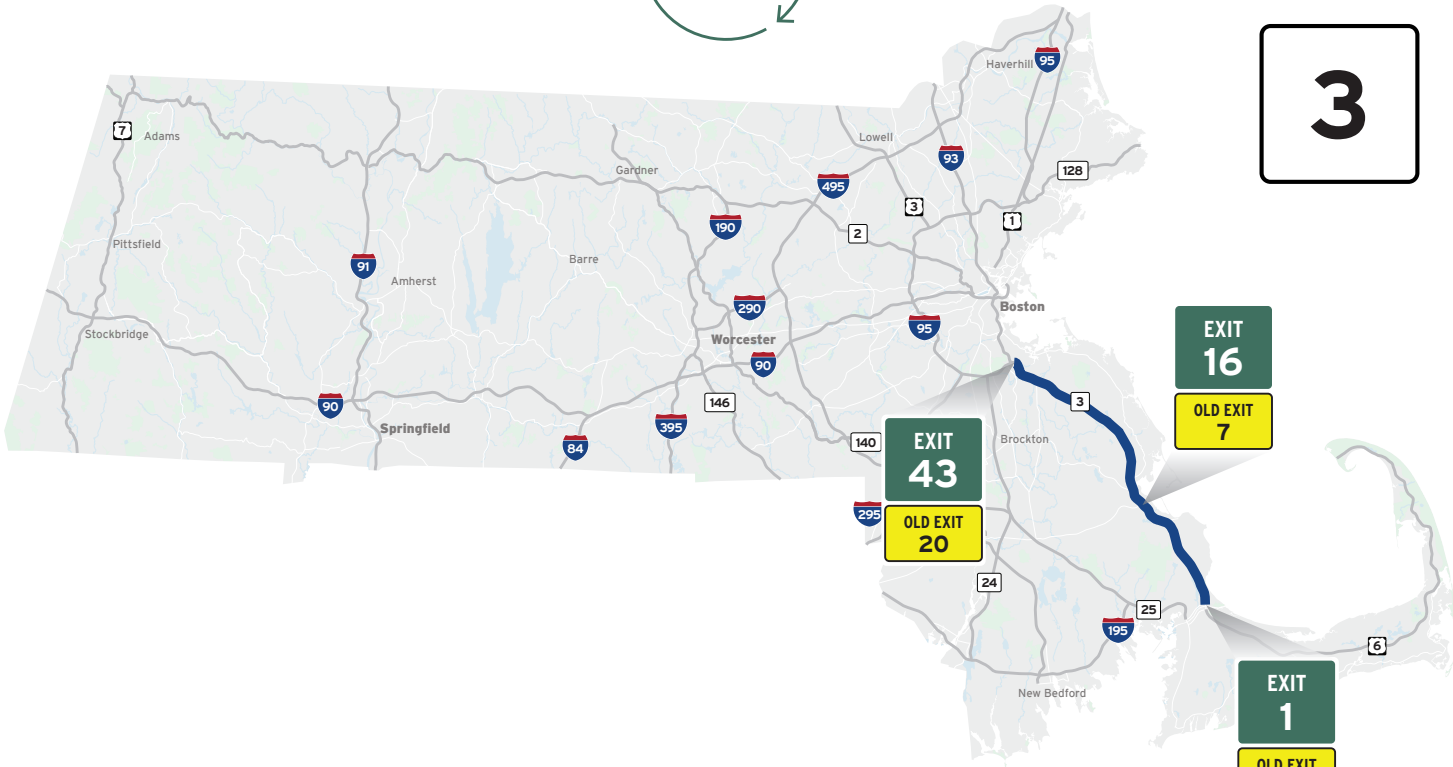 95
Haverhill
3
7
Adams
Lowell
93
128
Gardner
495
3
1
190
2
Pittsfield
91
Barre
Amherst
290
Boston
95
EXIT
16
Stockbridge
Worcester
90
OLD EXIT
7
90
146
3
Springfield
395
84
140
EXIT
43
Brockton
295
OLD EXIT
20
24
25
195
6
New Bedford
EXIT
1
OLD EXIT